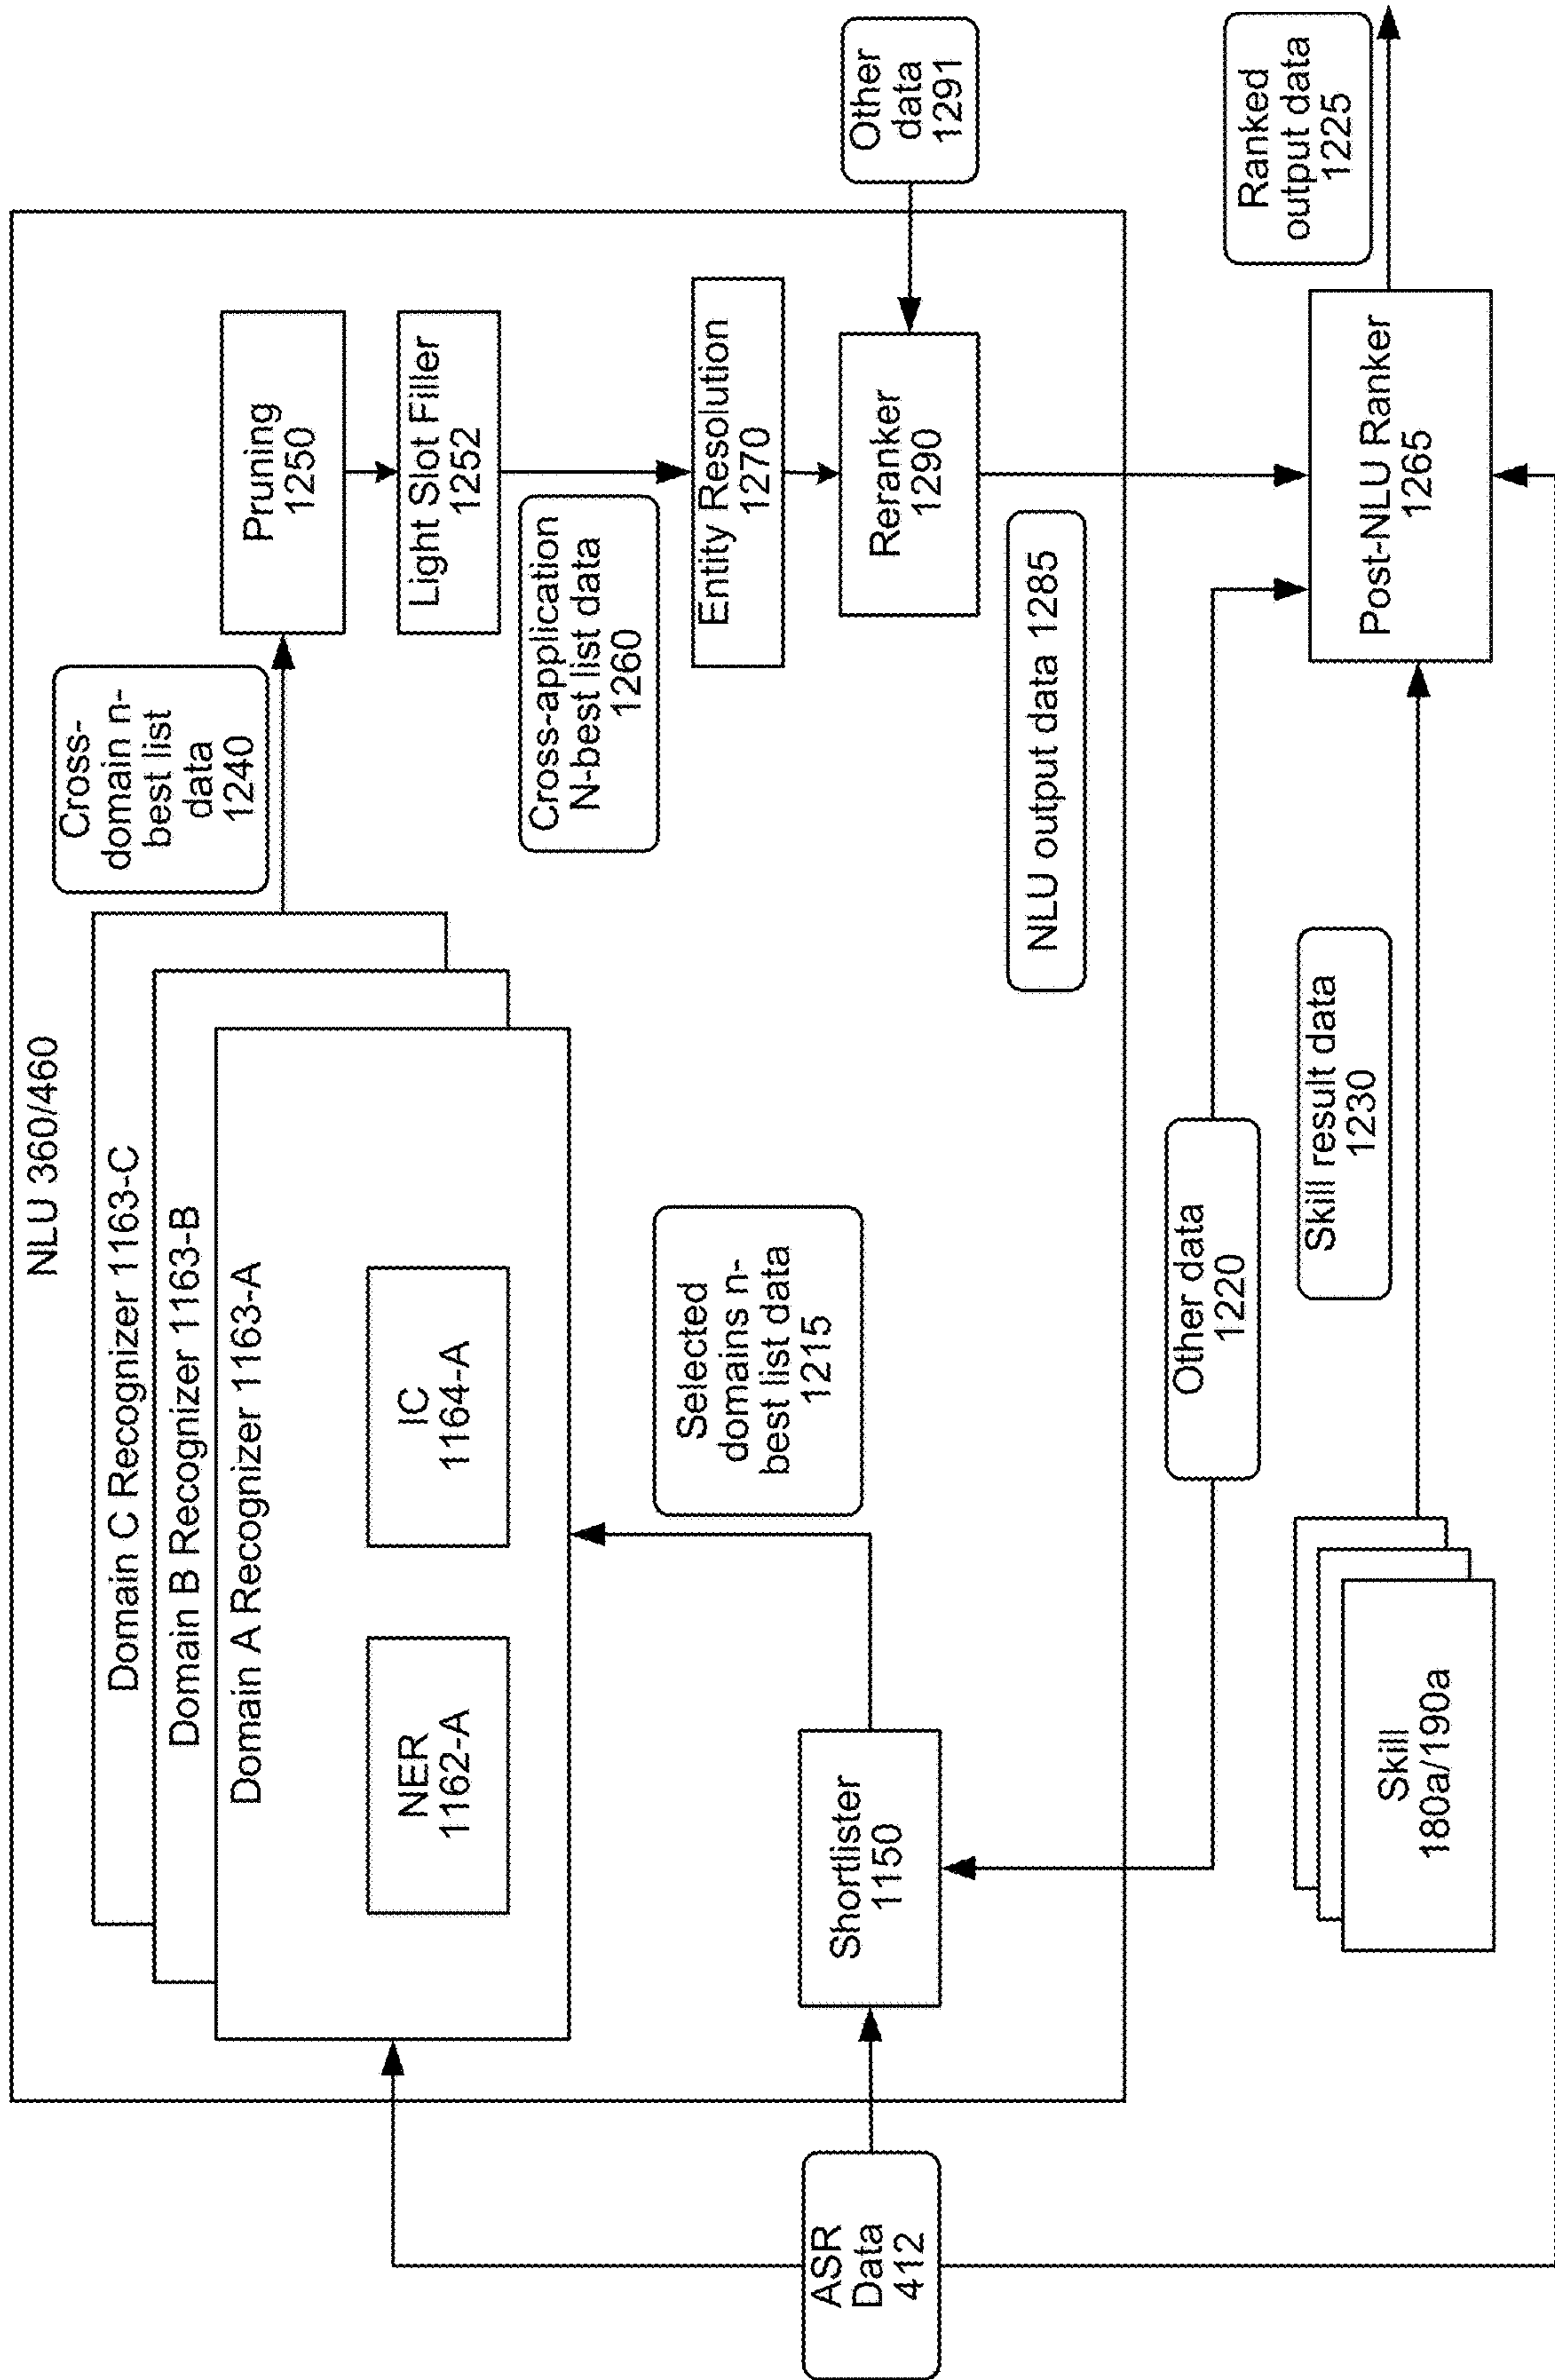 NLU 360/460
Domain C Recognizer 1163-C
Domain B Recognizer 1163-B
Domain A Recognizer 1163-A
NER
1162-A
IC
1164-A
Cross-
domain n-
best list
data
1240
Pruning
1250
Light Slot Filler
1252
Cross-application
N-best list data
1260
Entity Resolution
1270
Reranker
1290
Other
data
1291
ASR
Data
412
Shortlister
1150
Selected
domains n-
best list data
1215
NLU output data 1285
Other data
1220
Skill
180a/190a
Skill result data
1230
Post-NLU Ranker
1265
Ranked
output data
1225